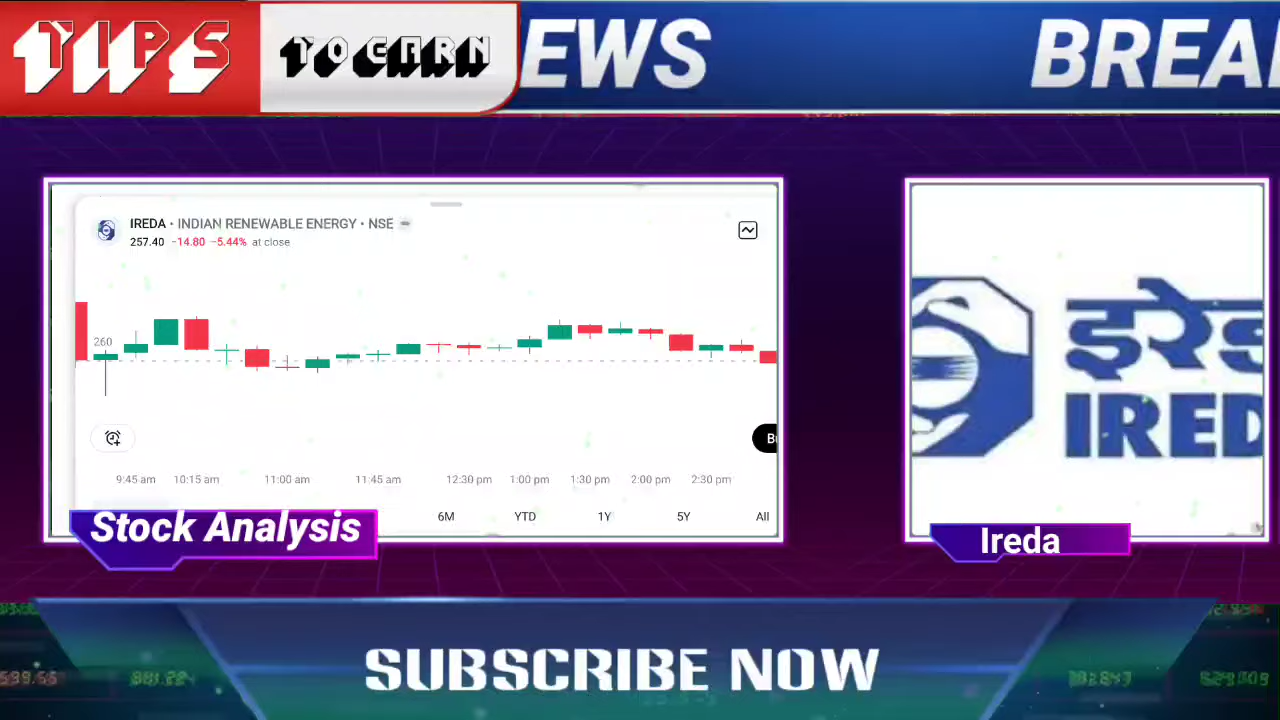 TIPS
TO EARN
EWS
BREA
IREDA • INDIAN RENEWABLE ENERGY • NSE
257.40 −14.80 −5.44% at close
260
9:45 am 10:15 am 11:00 am 11:45 am 12:30 pm 1:00 pm 1:30 pm 2:00 pm 2:30 pm
6M YTD 1Y 5Y All
Stock Analysis
इरेड
IRED
Ireda
SUBSCRIBE NOW